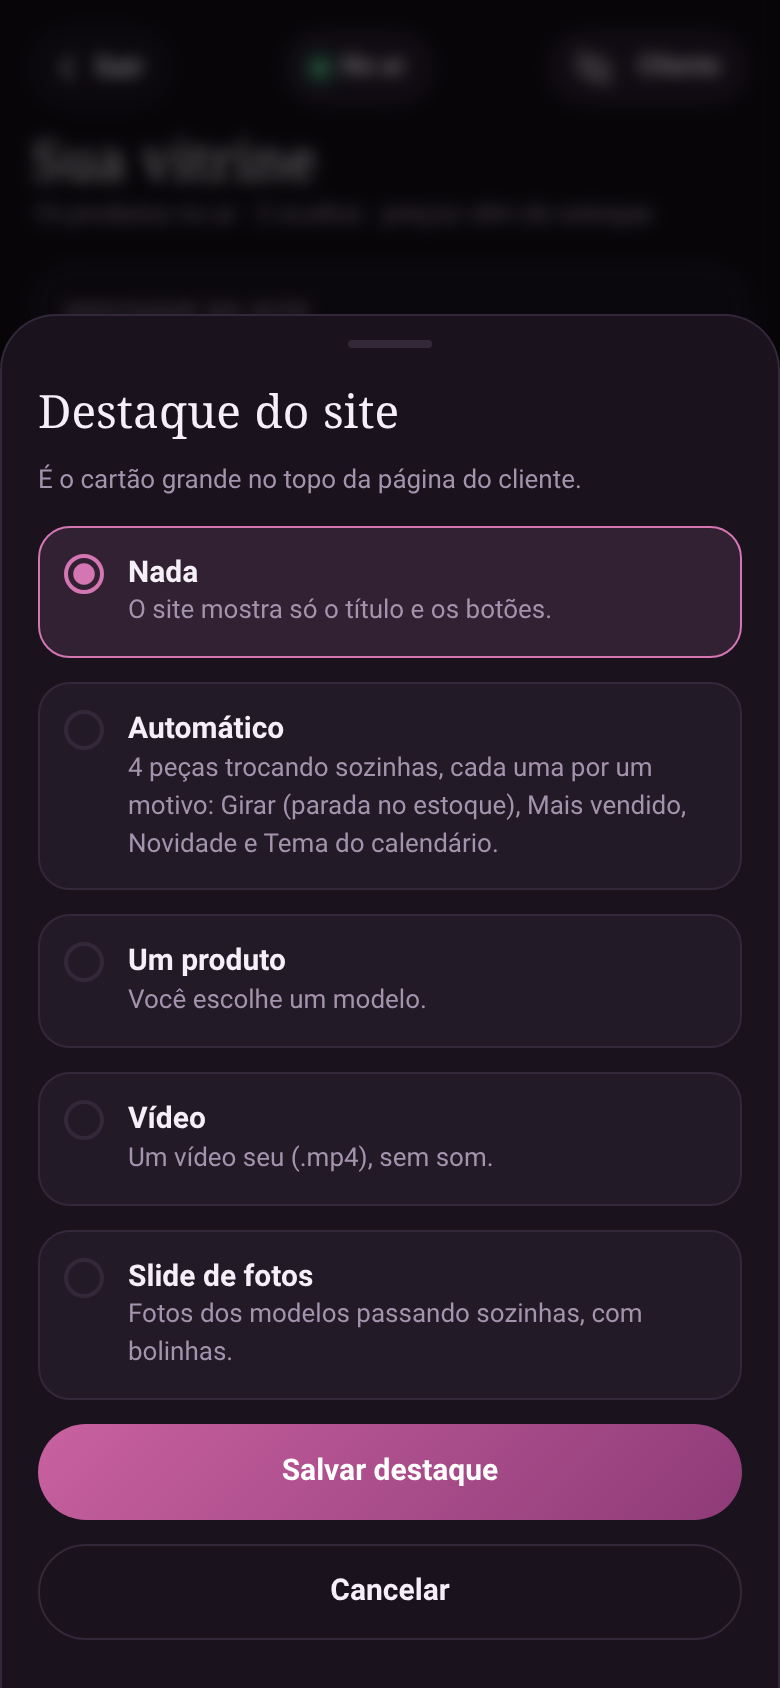 Sua vitrine
Destaque do site
É o cartão grande no topo da página do cliente.
Nada
O site mostra só o título e os botões.
Automático
4 peças trocando sozinhas, cada uma por um
motivo: Girar (parada no estoque), Mais vendido,
Novidade e Tema do calendário.
Um produto
Você escolhe um modelo.
Vídeo
Um vídeo seu (.mp4), sem som.
Slide de fotos
Fotos dos modelos passando sozinhas, com
bolinhas.
Salvar destaque
Cancelar